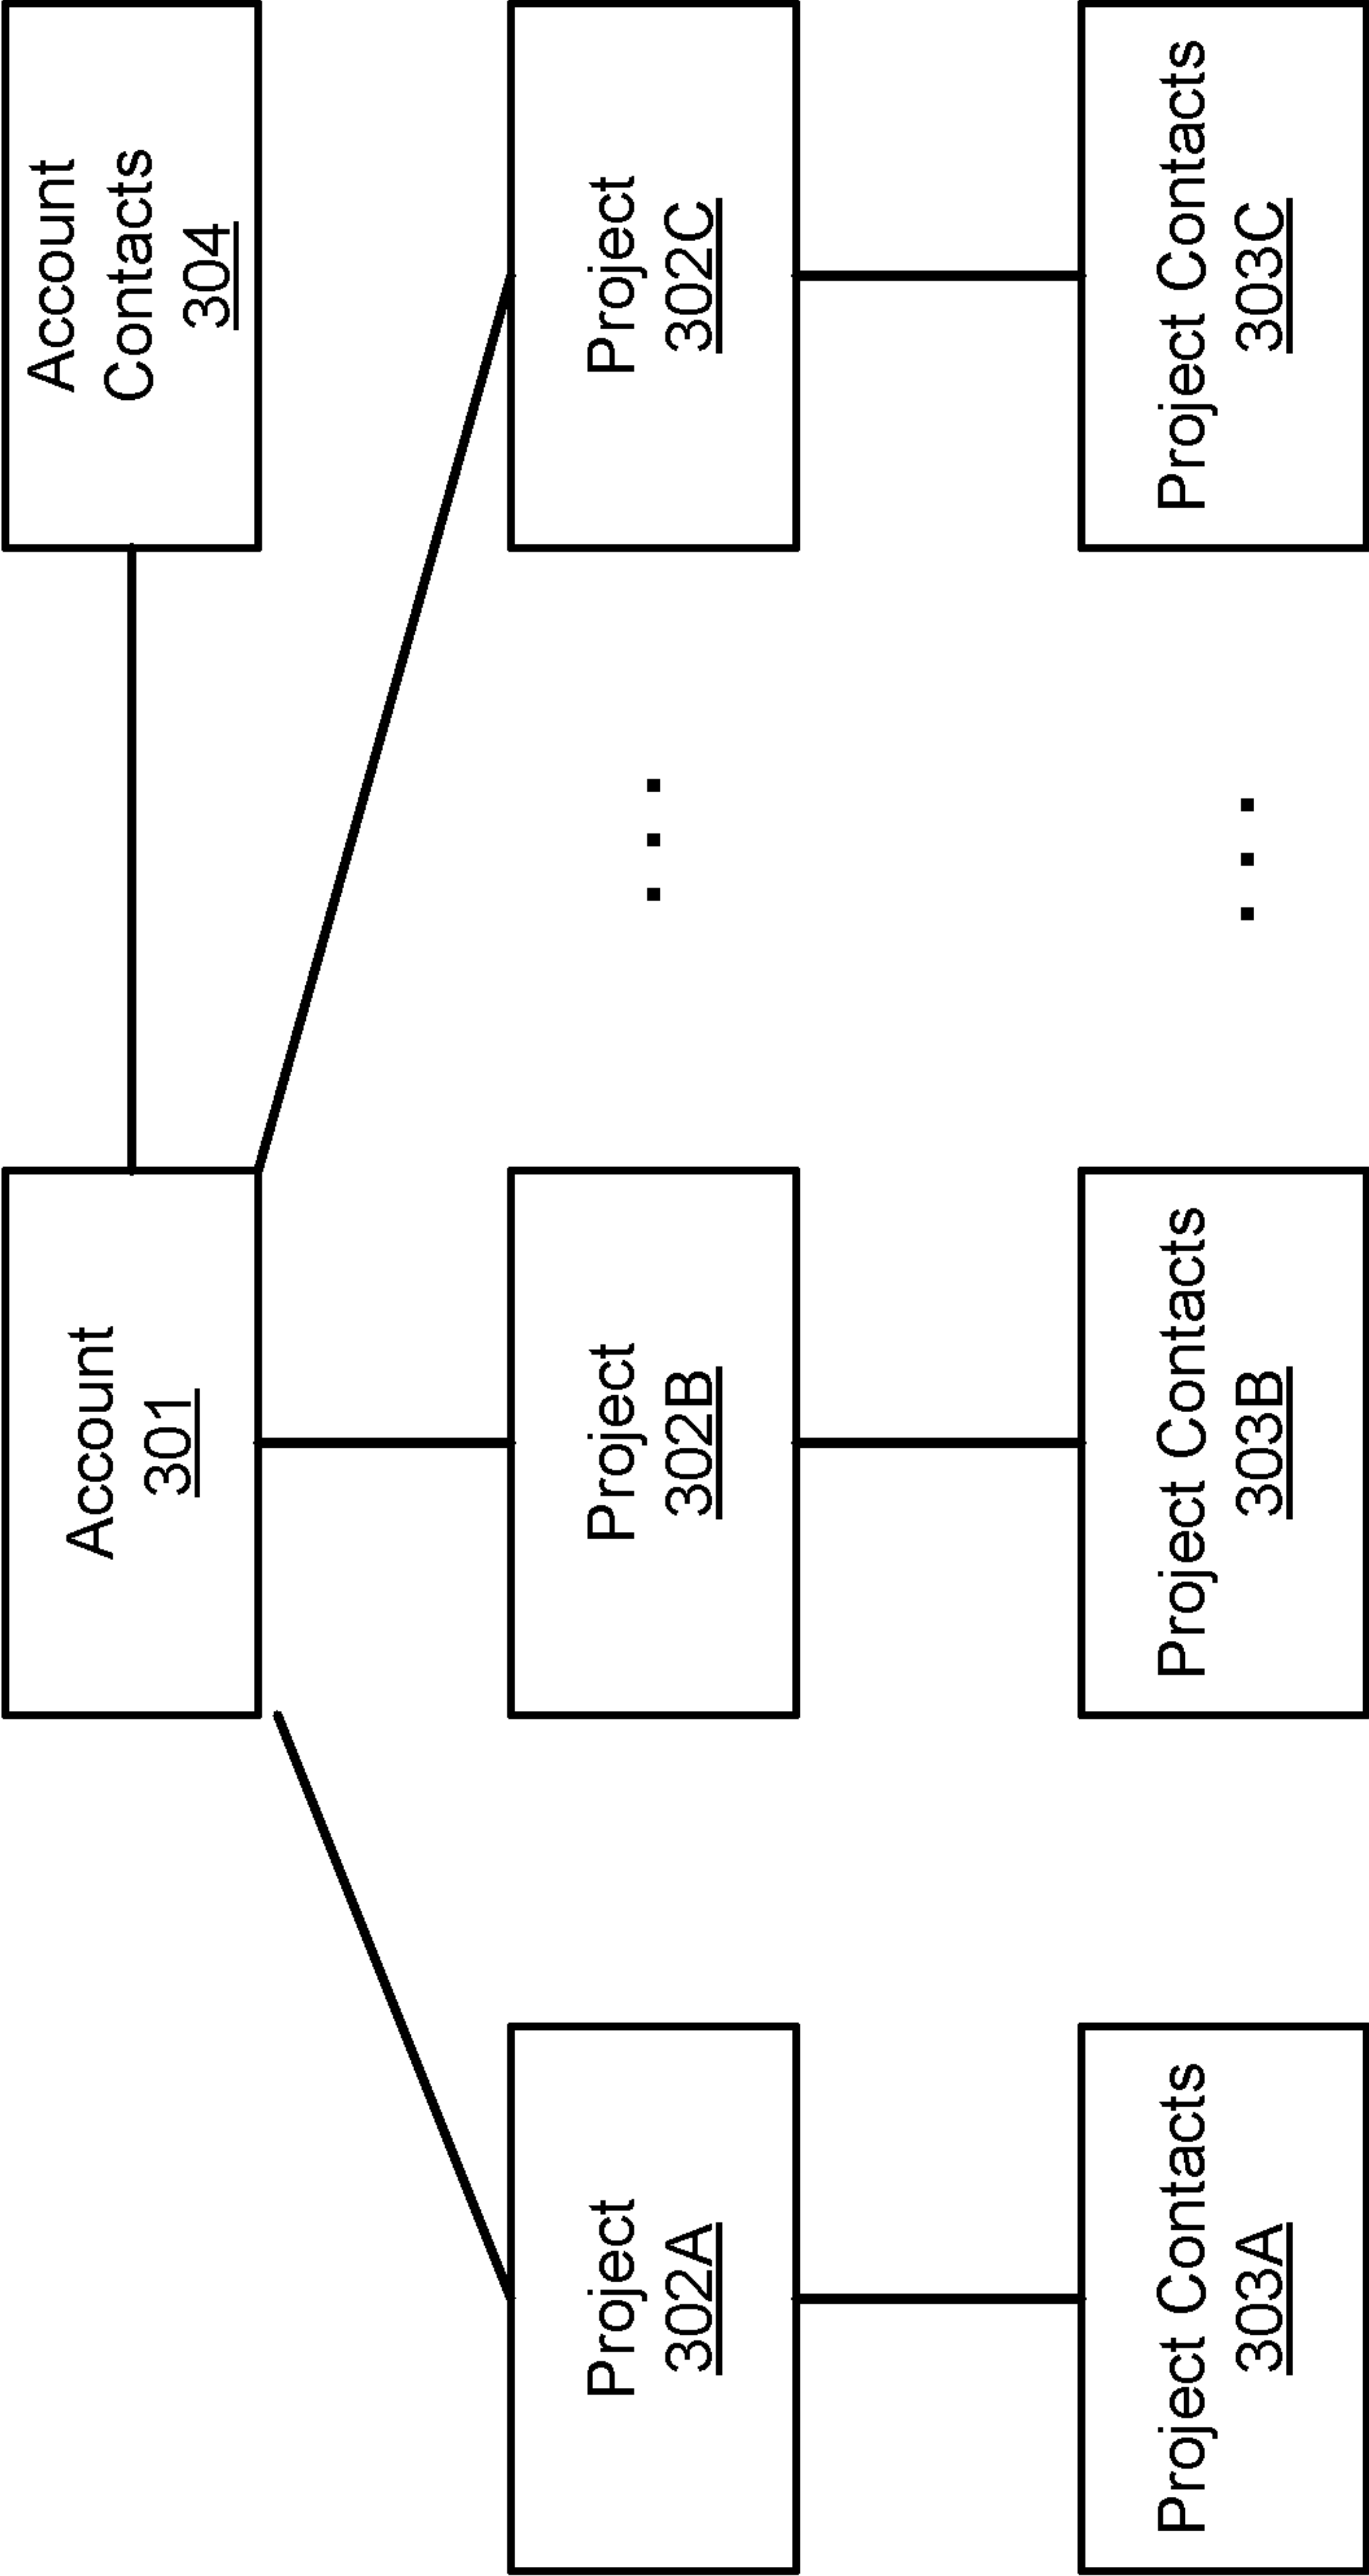 Account
301
Account
Contacts
304
Project
302A
Project
302B
. . .
Project
302C
Project Contacts
303A
Project Contacts
303B
. . .
Project Contacts
303C